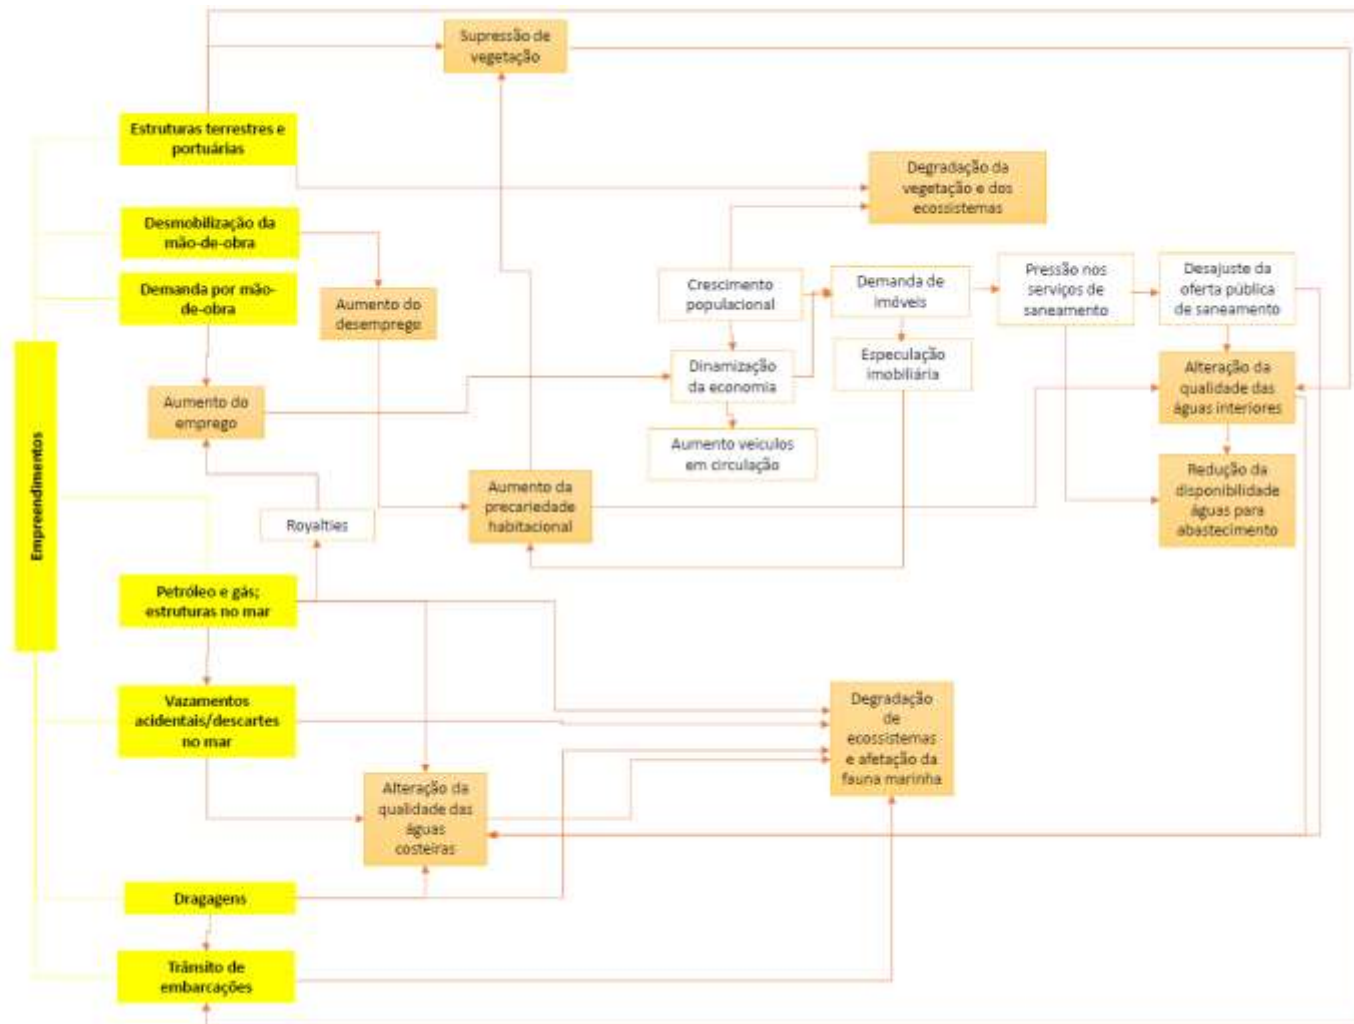 Supressão de
vegetação
Estruturas terrestres e
portuárias
Degradação da
vegetação e dos
ecossistemas
Desmobilização da
mão-de-obra
Demanda por mão-
de-obra
Aumento do
desemprego
Crescimento
populacional
Demanda de
imóveis
Pressão nos
serviços de
saneamento
Desajuste da
oferta pública
de saneamento
Dinamização
da economia
Especulação
imobiliária
Alteração da
qualidade das
águas interiores
Aumento do
emprego
Aumento veículos
em circulação
Empreendimentos
Royalties
Aumento da
precariedade
habitacional
Redução da
disponibilidade
águas para
abastecimento
Petróleo e gás;
estruturas no mar
Vazamentos
acidentais/descartes
no mar
Degradação
de
ecossistemas
e afetação da
fauna marinha
Alteração da
qualidade das
águas
costeiras
Dragagens
Trânsito de
embarcações